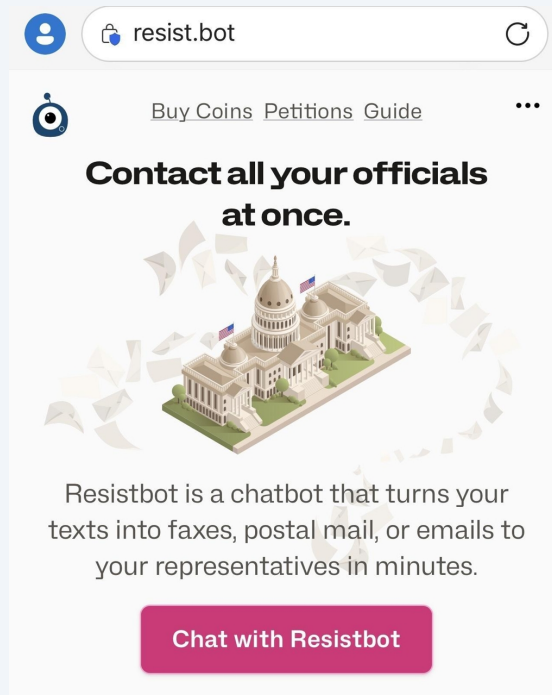 resist.bot
Buy Coins Petitions Guide
Contact all your officials
at once.
Resistbot is a chatbot that turns your
texts into faxes, postal mail, or emails to
your representatives in minutes.
Chat with Resistbot